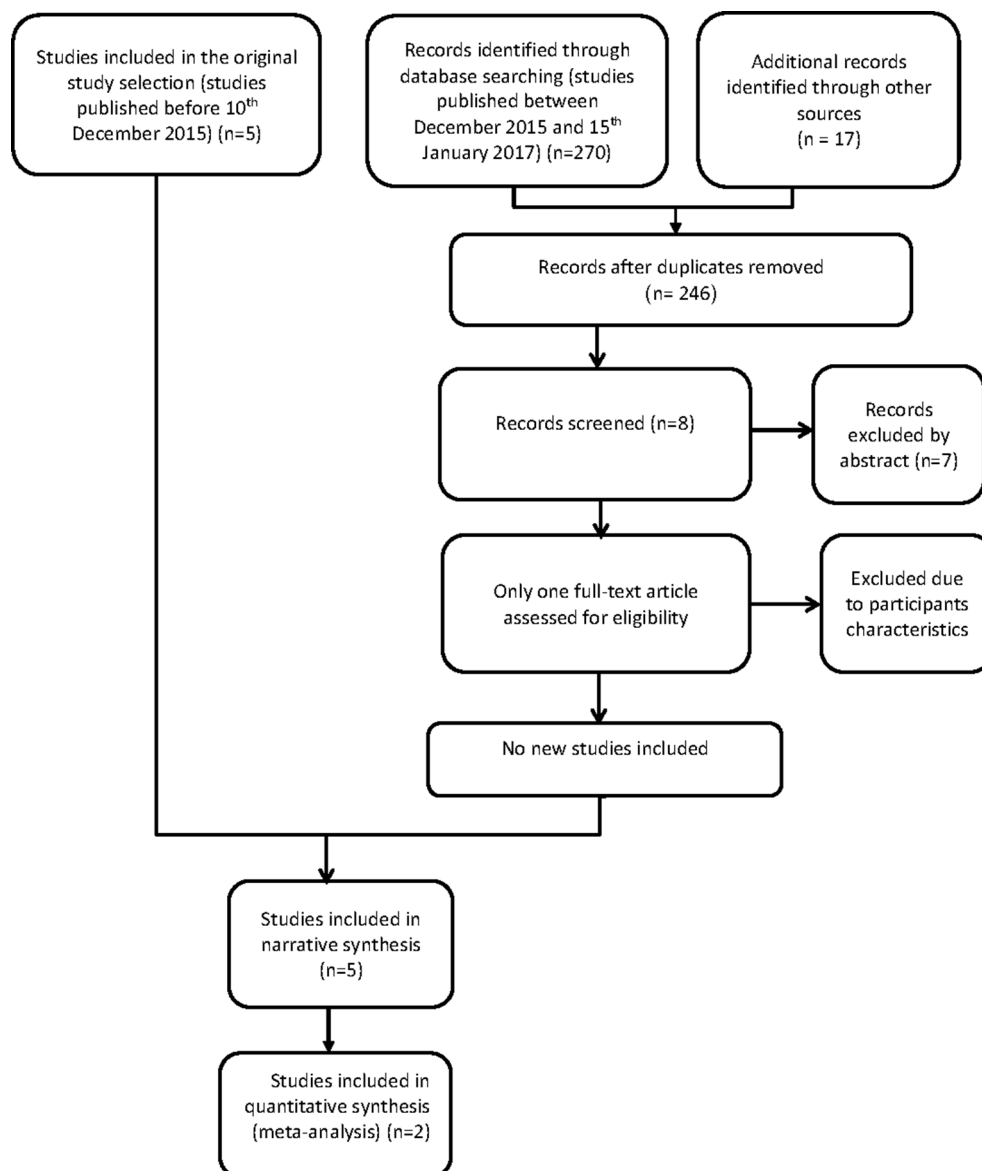 Studies included in the original
study selection (studies
published before 10th
December 2015) (n=5)
Records identified through
database searching (studies
published between
December 2015 and 15th
January 2017) (n=270)
Additional records
identified through other
sources
(n = 17)
Records after duplicates removed
(n= 246)
Records screened (n=8)
Records
excluded by
abstract (n=7)
Only one full-text article
assessed for eligibility
Excluded due
to participants
characteristics
No new studies included
Studies included in
narrative synthesis
(n=5)
Studies included in
quantitative synthesis
(meta-analysis) (n=2)